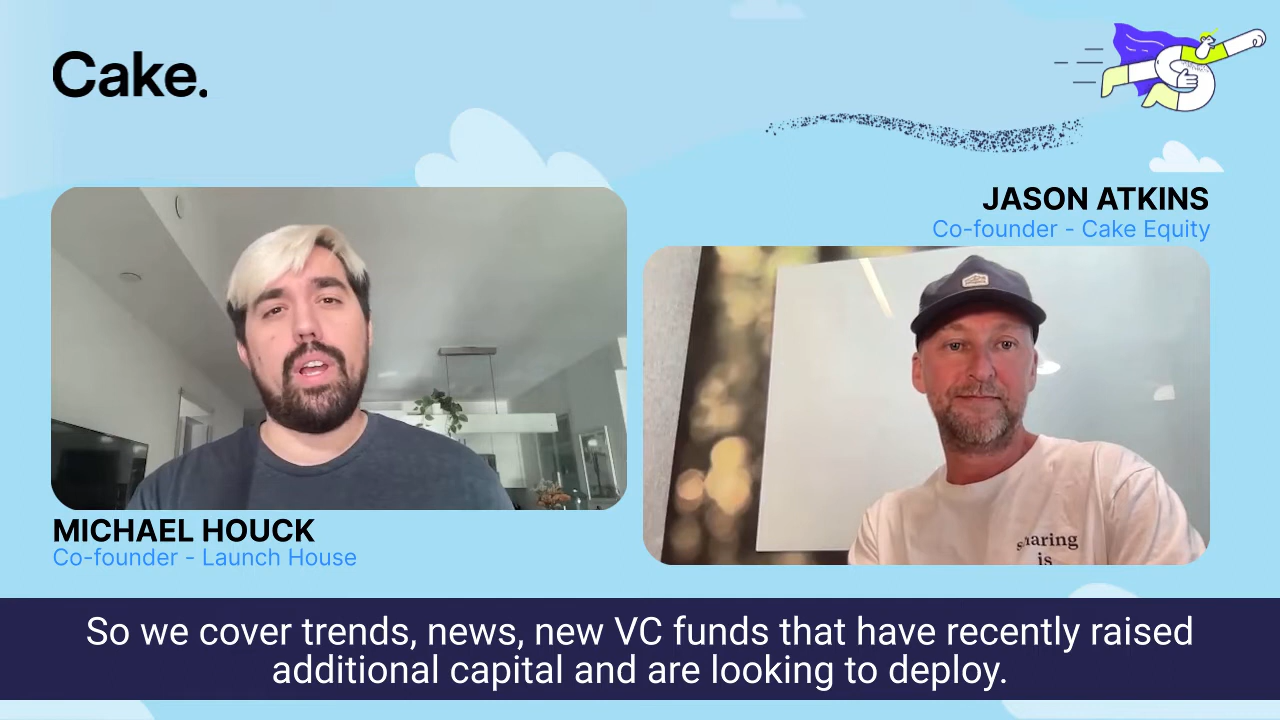 Cake.
JASON ATKINS
Co-founder - Cake Equity
MICHAEL HOUCK
Co-founder - Launch House
sharing
is
So we cover trends, news, new VC funds that have recently raised
additional capital and are looking to deploy.